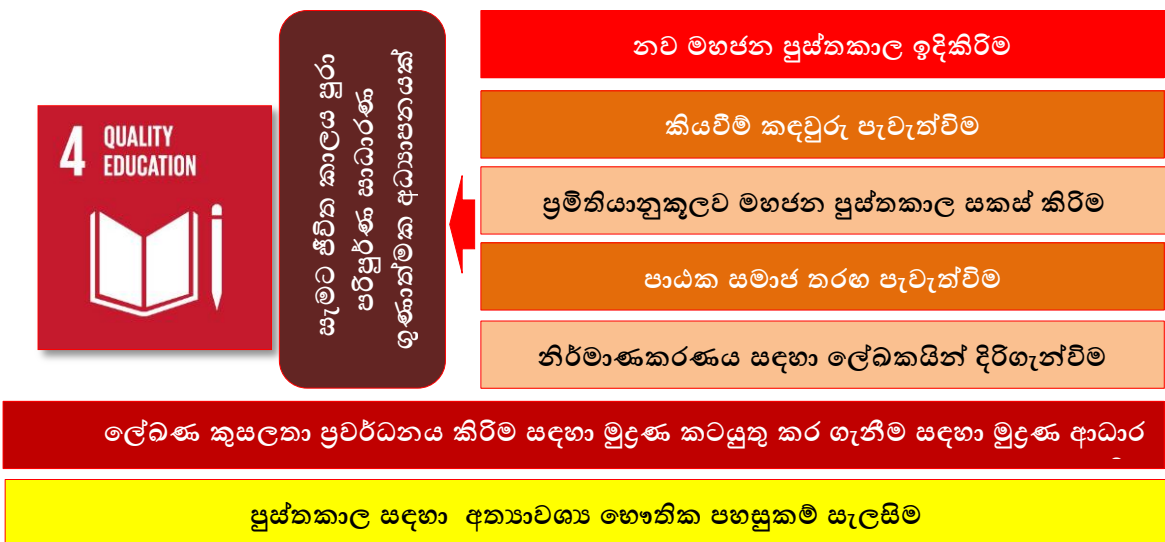 4 QUALITY
EDUCATION
සැමට ජීවිත කාලය පුරා
පරිපූර්ණ සාධාරණ
ගුණාත්මක අධ්‍යාපනයක්
නව මහජන පුස්තකාල ඉදිකිරිම
කියවීම් කඳවුරු පැවැත්විම
ප්‍රමිතියානුකූලව මහජන පුස්තකාල සකස් කිරිම
පාඨක සමාජ තරඟ පැවැත්විම
නිර්මාණකරණය සඳහා ලේඛකයින් දිරිගැන්විම
ලේඛණ කුසලතා ප්‍රවර්ධනය කිරිම සඳහා මුද්‍රණ කටයුතු කර ගැනීම සඳහා මුද්‍රණ ආධාර
පුස්තකාල සඳහා අත්‍යාවශ්‍ය භෞතික පහසුකම් සැලසිම